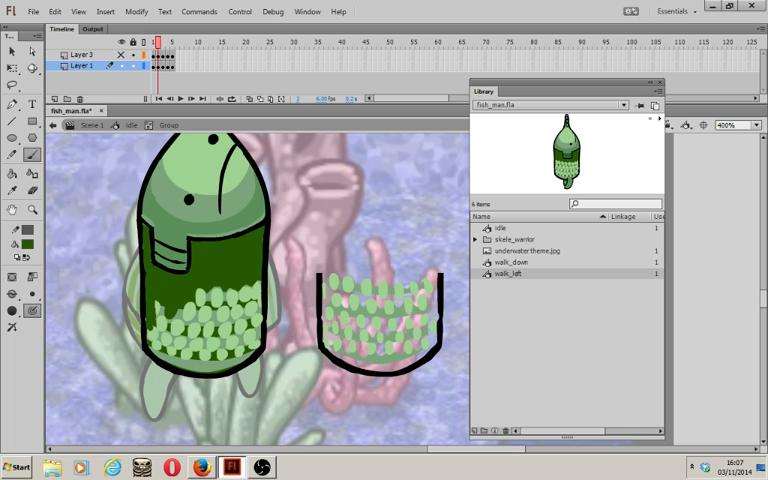 Fl File Edit View Insert Modify Text Commands Control Debug Window Help Essentials
Timeline Output
1 5 10 15 20 25 30 35 40 45 50 55 60 65 70 75 80 85 90 95 100 105 110 115 120 125
Layer 3
Layer 1
2 6.00 fps 0.2s
fish_man.fla*
Scene 1 idle Group
400%
Library
fish_man.fla
6 items
Name Linkage Use
idle 1
skele_warrior
underwater theme.jpg 1
walk_down 1
walk_left 1
Start
Fl
16:07
03/11/2014